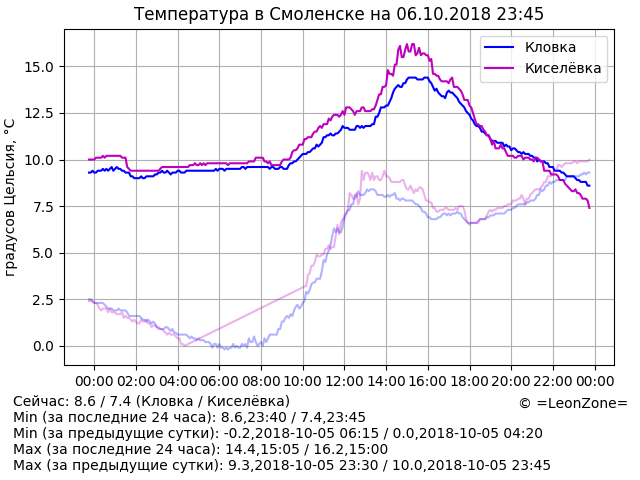 Температура в Смоленске на 06.10.2018 23:45
Кловка
Киселёвка
градусов Цельсия, °C
15.0
12.5
10.0
7.5
5.0
2.5
0.0
00:00 02:00 04:00 06:00 08:00 10:00 12:00 14:00 16:00 18:00 20:00 22:00 00:00
Сейчас: 8.6 / 7.4 (Кловка / Киселёвка)
© =LeonZone=
Min (за последние 24 часа): 8.6,23:40 / 7.4,23:45
Min (за предыдущие сутки): -0.2,2018-10-05 06:15 / 0.0,2018-10-05 04:20
Max (за последние 24 часа): 14.4,15:05 / 16.2,15:00
Max (за предыдущие сутки): 9.3,2018-10-05 23:30 / 10.0,2018-10-05 23:45